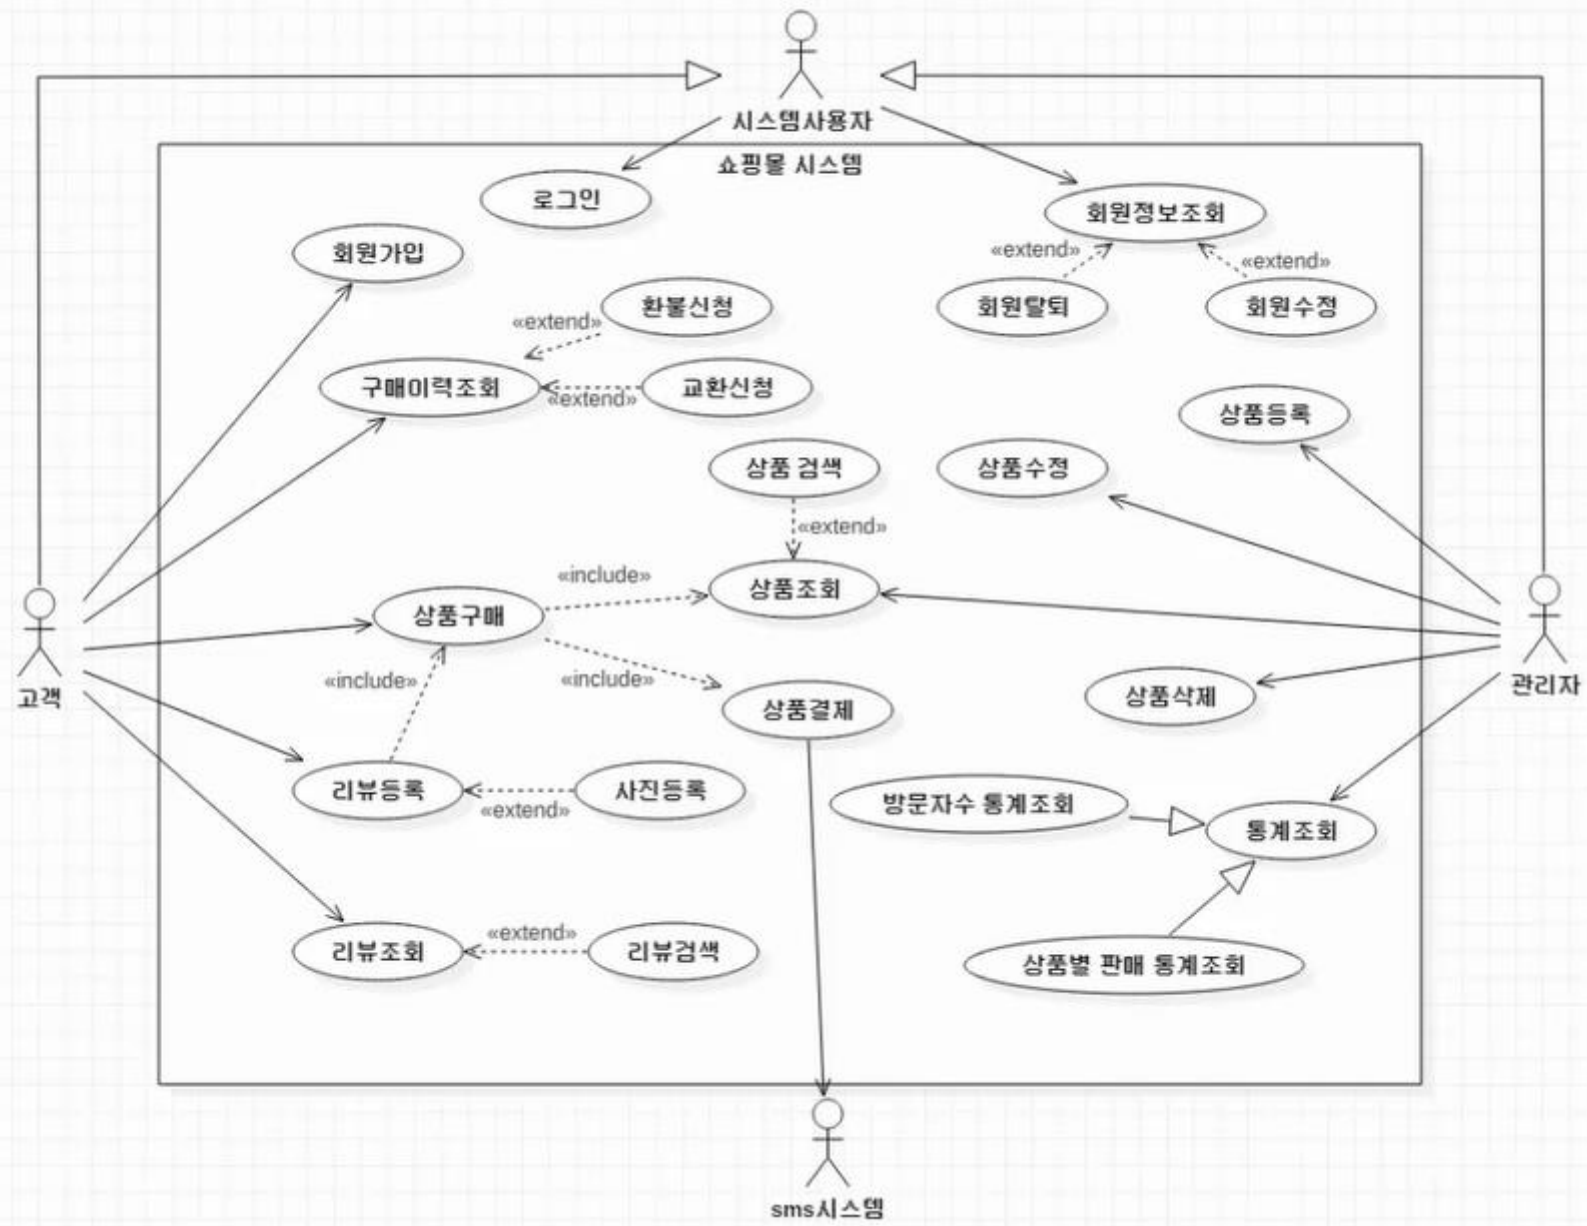 시스템사용자
쇼핑몰 시스템
로그인
회원정보조회
회원가입
«extend»
«extend»
환불신청
회원탈퇴
회원수정
«extend»
구매이력조회
교환신청
«extend»
상품등록
상품 검색
상품수정
«extend»
«include»
상품조회
상품구매
«include»
«include»
고객
관리자
상품삭제
상품결제
리뷰등록
사진등록
«extend»
방문자수 통계조회
통계조회
«extend»
리뷰조회
리뷰검색
상품별 판매 통계조회
sms시스템